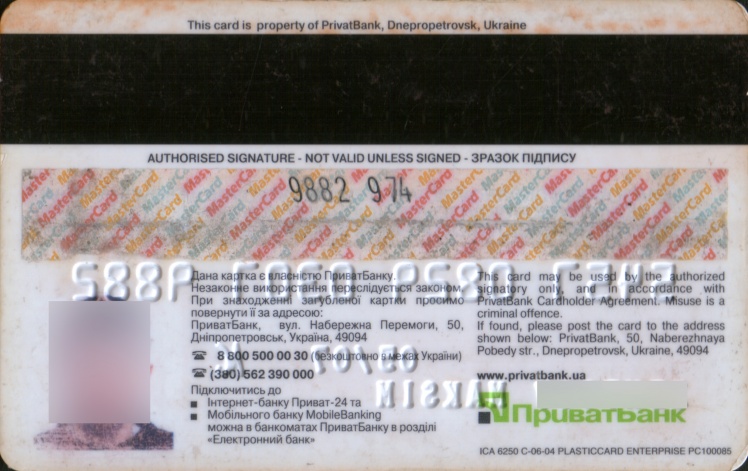 This card is property of PrivatBank, Dnepropetrovsk, Ukraine
AUTHORISED SIGNATURE - NOT VALID UNLESS SIGNED - ЗРАЗОК ПІДПИСУ
9882 974
Дана картка є власністю ПриватБанку.
Незаконне використання переслідується законом.
При знаходженні загубленої картки просимо
повернути її за адресою:
ПриватБанк, вул. Набережна Перемоги, 50,
Дніпропетровськ, Україна, 49094
8 800 500 00 30 (безкоштовно в межах України)
(380) 562 390 000
Підключитись до
Інтернет-банку Приват-24 та
Мобільного банку MobileBanking
можна в банкоматах ПриватБанку в розділі
«Електронний банк»
This card may be used by the authorized
signatory only, and in accordance with
PrivatBank Cardholder Agreement. Misuse is a
criminal offence.
If found, please post the card to the address
shown below: PrivatBank, 50, Naberezhnaya
Pobedy str., Dnepropetrovsk, Ukraine, 49094
www.privatbank.ua
ПриватБанк
ICA 6250 C-06-04 PLASTICCARD ENTERPRISE PC100085